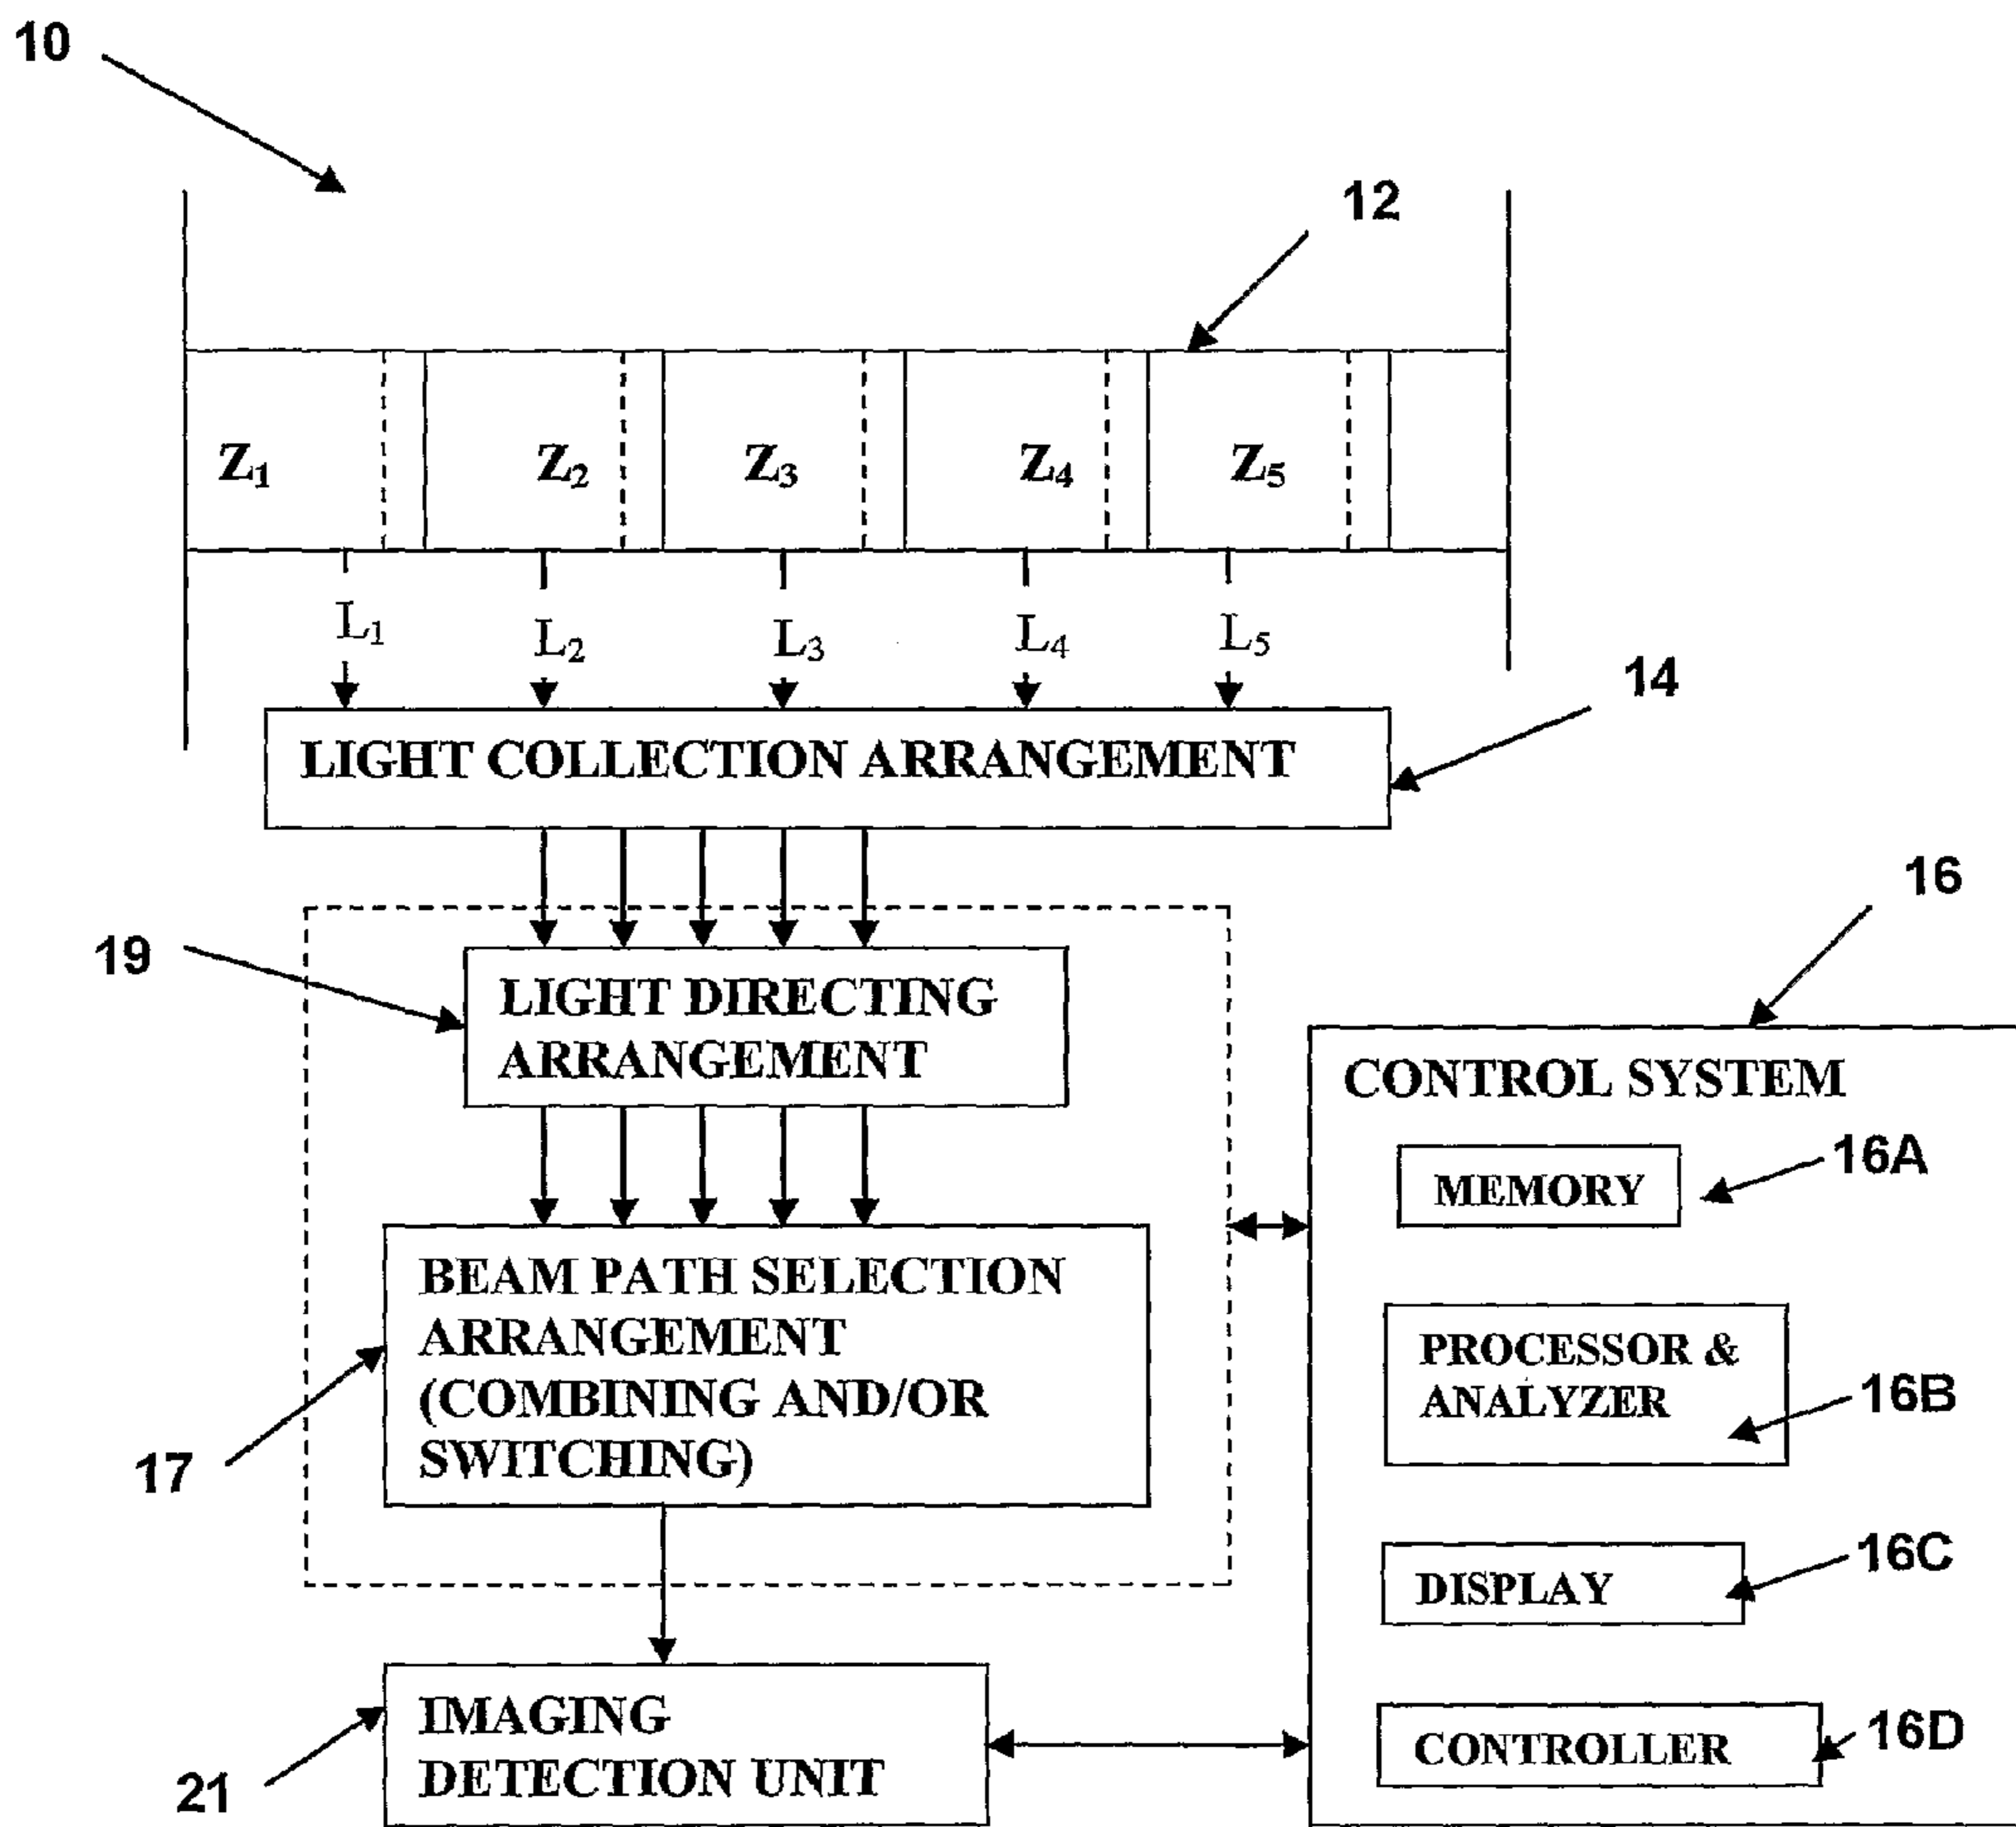 10
12
Z1 Z2 Z3 Z4 Z5
L1 L2 L3 L4 L5
14
LIGHT COLLECTION ARRANGEMENT
16
19
LIGHT DIRECTING
ARRANGEMENT
CONTROL SYSTEM
16A
MEMORY
BEAM PATH SELECTION
ARRANGEMENT
(COMBINING AND/OR
SWITCHING)
17
PROCESSOR &
ANALYZER
16B
16C
DISPLAY
IMAGING
DETECTION UNIT
21
16D
CONTROLLER